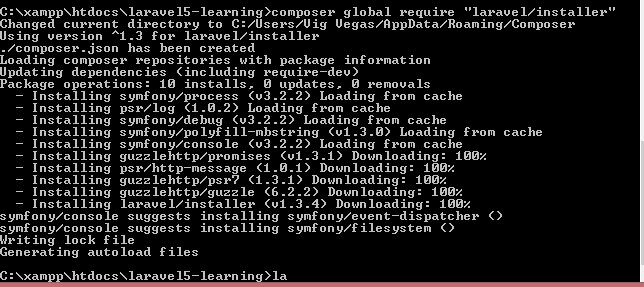 C:\xampp\htdocs\laravel5-learning>composer global require "laravel/installer"
Changed current directory to C:/Users/Vig Vegas/AppData/Roaming/Composer
Using version ^1.3 for laravel/installer
./composer.json has been created
Loading composer repositories with package information
Updating dependencies (including require-dev)
Package operations: 10 installs, 0 updates, 0 removals
  - Installing symfony/process (v3.2.2) Loading from cache
  - Installing psr/log (1.0.2) Loading from cache
  - Installing symfony/debug (v3.2.2) Loading from cache
  - Installing symfony/polyfill-mbstring (v1.3.0) Loading from cache
  - Installing symfony/console (v3.2.2) Loading from cache
  - Installing guzzlehttp/promises (v1.3.1) Downloading: 100%
  - Installing psr/http-message (1.0.1) Downloading: 100%
  - Installing guzzlehttp/psr7 (1.3.1) Downloading: 100%
  - Installing guzzlehttp/guzzle (6.2.2) Downloading: 100%
  - Installing laravel/installer (v1.3.4) Downloading: 100%
symfony/console suggests installing symfony/event-dispatcher ()
symfony/console suggests installing symfony/filesystem ()
Writing lock file
Generating autoload files
C:\xampp\htdocs\laravel5-learning>la